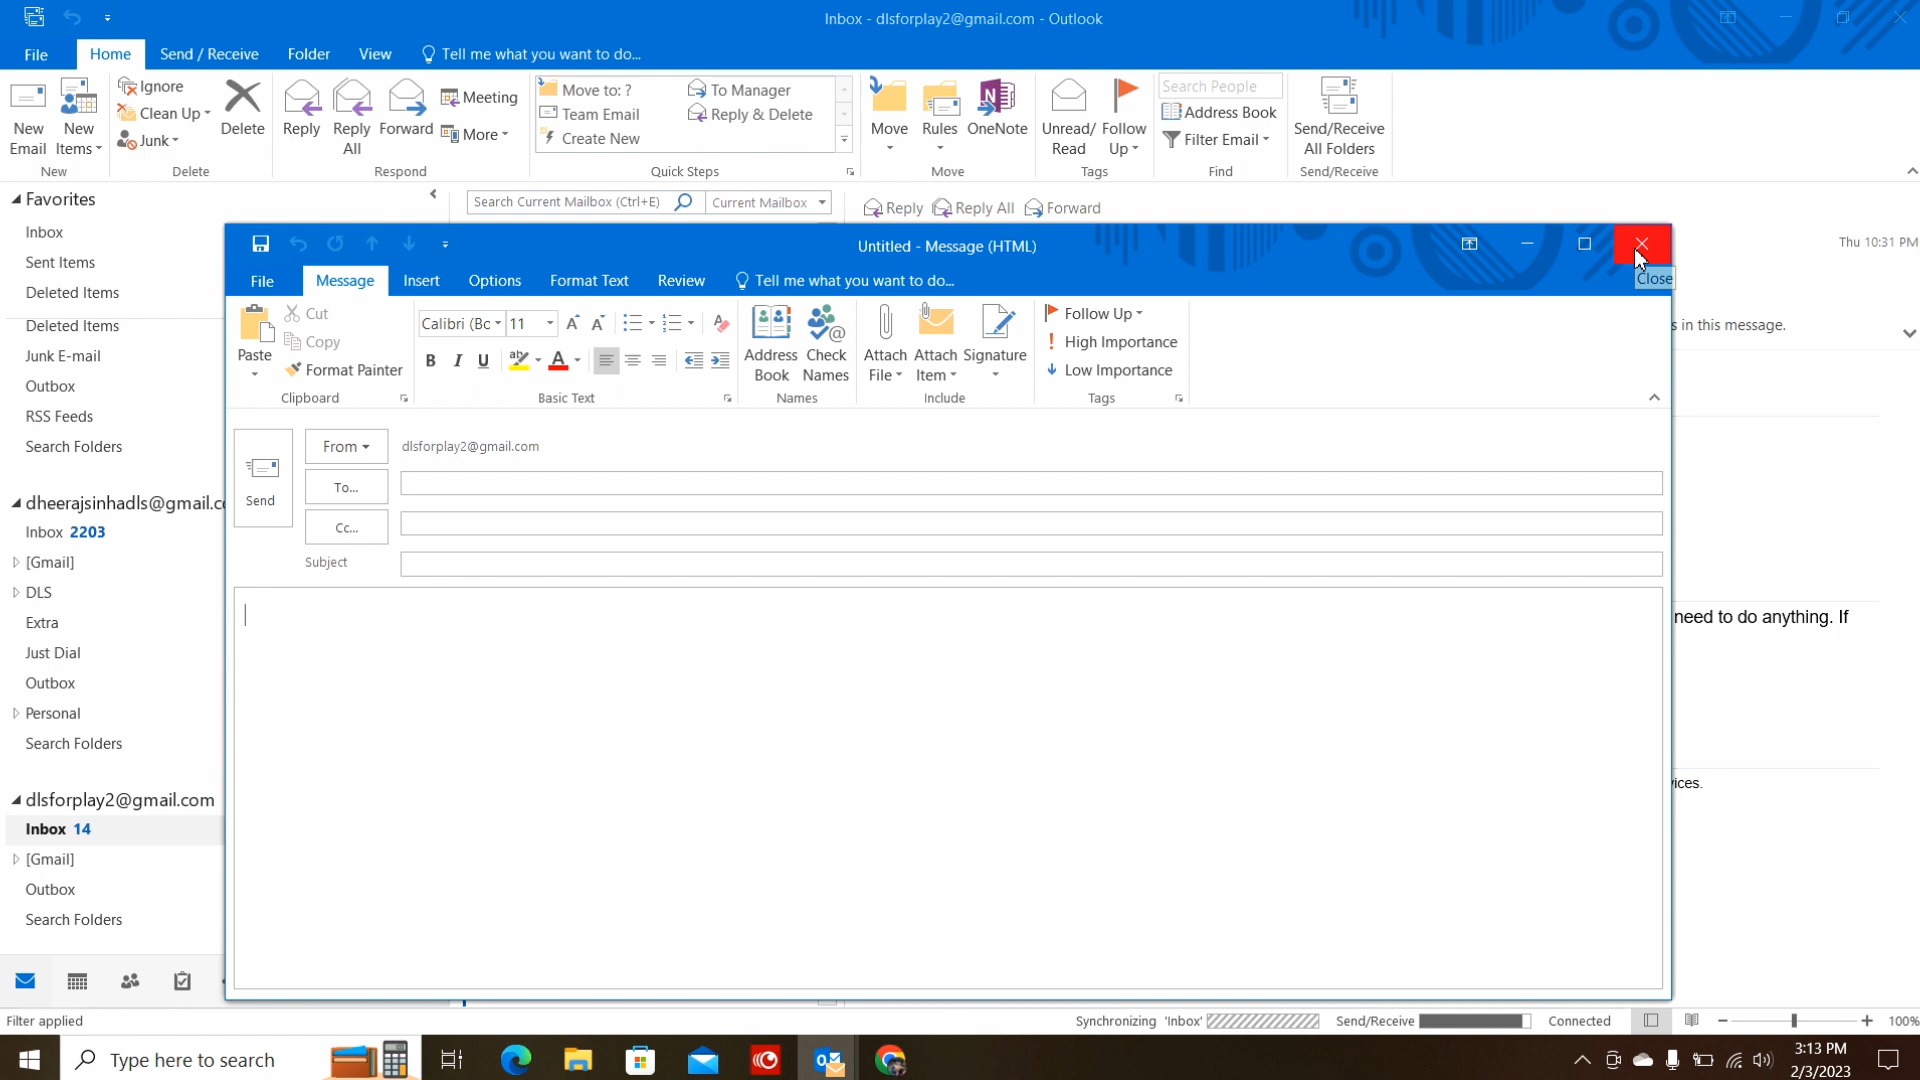 Inbox - dlsforplay2@gmail.com - Outlook
File Home Send / Receive Folder View Tell me what you want to do...
New Email
New Items
Ignore
Clean Up
Junk
Delete
Reply
Reply All
Forward
Meeting
More
Move to: ?
Team Email
Create New
To Manager
Reply & Delete
Move
Rules
OneNote
Unread/ Read
Follow Up
Search People
Address Book
Filter Email
Send/Receive All Folders
New Delete Respond Quick Steps Move Tags Find Send/Receive
Favorites
Search Current Mailbox (Ctrl+E) Current Mailbox
Reply Reply All Forward
Thu 10:31 PM
Inbox
Sent Items
Deleted Items
Deleted Items
Junk E-mail
Outbox
RSS Feeds
Search Folders
dheerajsinhadls@gmail.c
Inbox 2203
[Gmail]
DLS
Extra
Just Dial
Outbox
Personal
Search Folders
dlsforplay2@gmail.com
Inbox 14
[Gmail]
Outbox
Search Folders
Untitled - Message (HTML)
Close
File Message Insert Options Format Text Review Tell me what you want to do...
Paste
Cut
Copy
Format Painter
Calibri (Bc 11
B I U
Address Book
Check Names
Attach File
Attach Item
Signature
Follow Up
High Importance
Low Importance
Clipboard Basic Text Names Include Tags
Send
From dlsforplay2@gmail.com
To...
Cc...
Subject
s in this message.
need to do anything. If
ices.
Filter applied
Synchronizing 'Inbox' Send/Receive Connected 100%
Type here to search
3:13 PM
2/3/2023